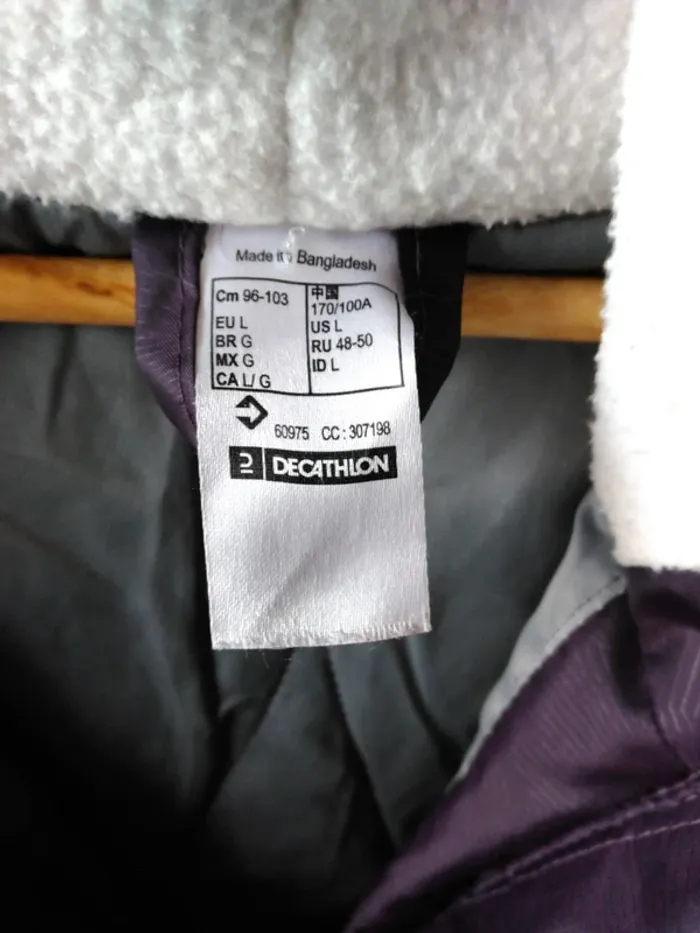 Made in Bangladesh
Cm 96-103
EU L
BR G
MX G
CA L/ G
中国
170/100A
US L
RU 48-50
ID L
60975 CC : 307198
DECATHLON